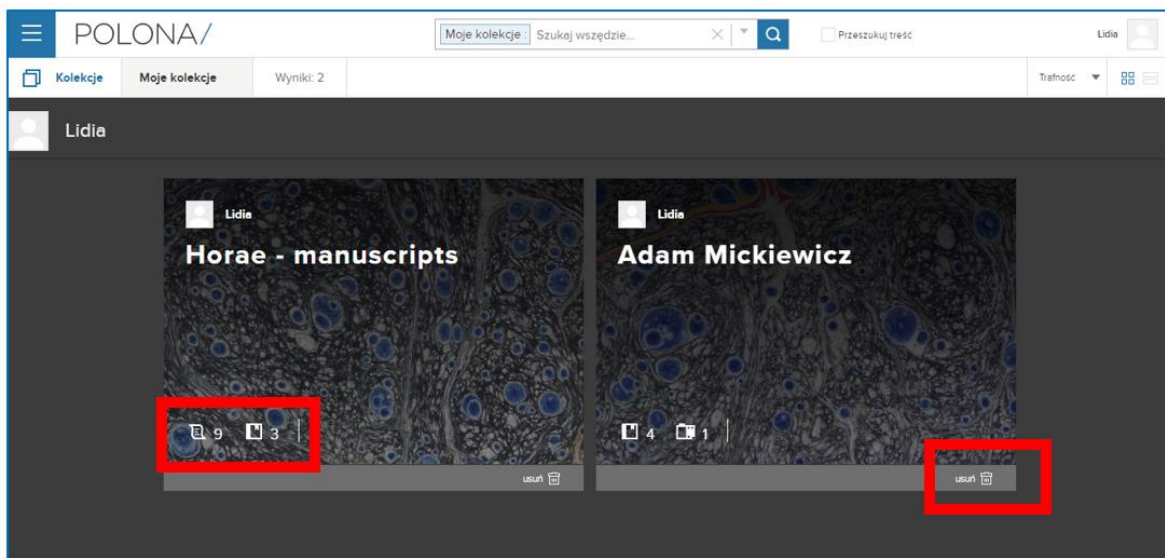 POLONA/
Moje kolekcje : Szukaj wszędzie...
Przeszukuj treść
Lidia
Kolekcje
Moje kolekcje
Wyniki: 2
Trafność
Lidia
Lidia
Horae - manuscripts
9 3
usuń
Lidia
Adam Mickiewicz
4 1
usuń